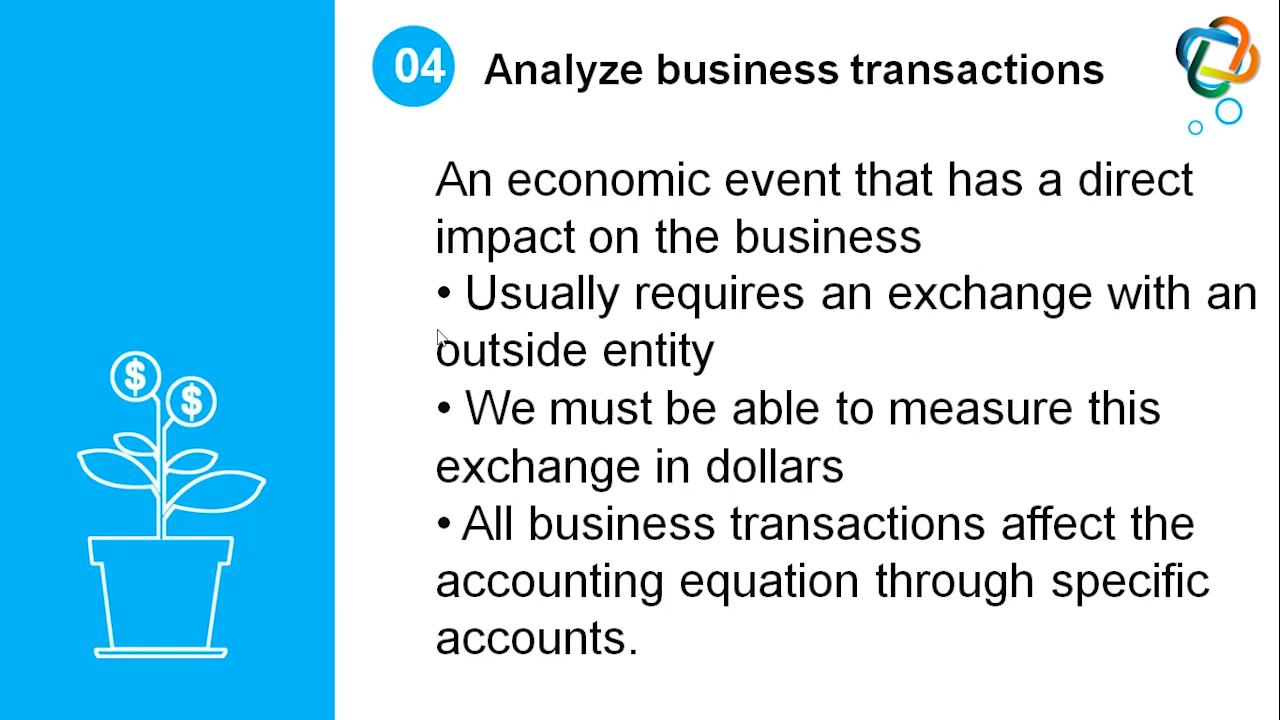 04
Analyze business transactions
An economic event that has a direct
impact on the business
• Usually requires an exchange with an
outside entity
• We must be able to measure this
exchange in dollars
• All business transactions affect the
accounting equation through specific
accounts.
$
$